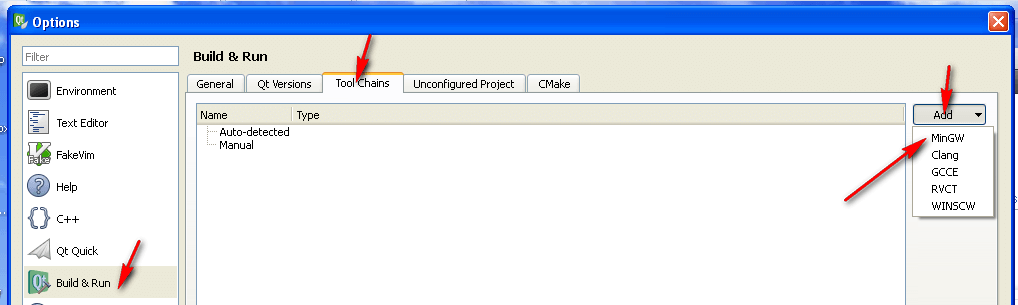 Options
Filter
Build & Run
Environment
Text Editor
FakeVim
Help
C++
Qt Quick
Build & Run
General Qt Versions Tool Chains Unconfigured Project CMake
Name Type
Auto-detected
Manual
Add
MinGW
Clang
GCCE
RVCT
WINSCW